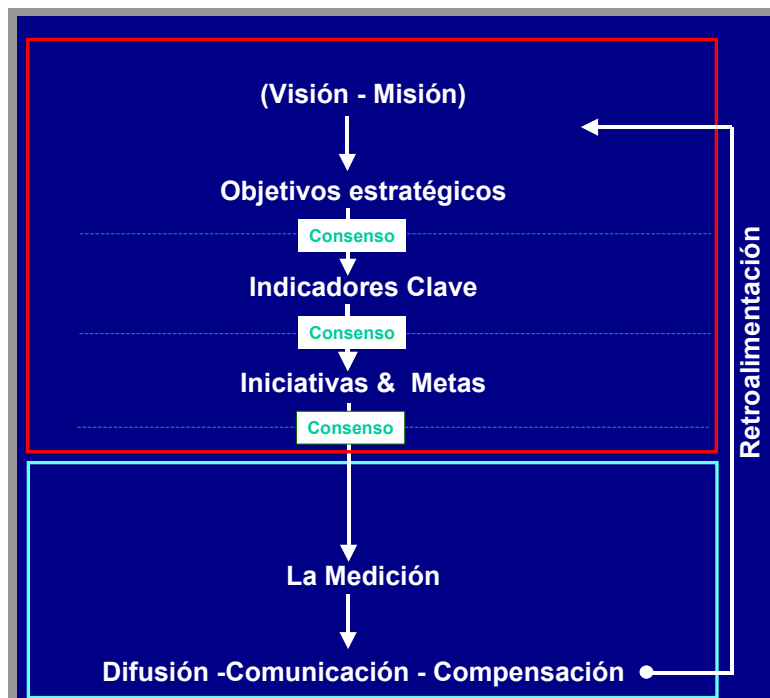 (Visión - Misión)
Objetivos estratégicos
Consenso
Indicadores Clave
Consenso
Iniciativas & Metas
Consenso
La Medición
Difusión -Comunicación - Compensación
Retroalimentación